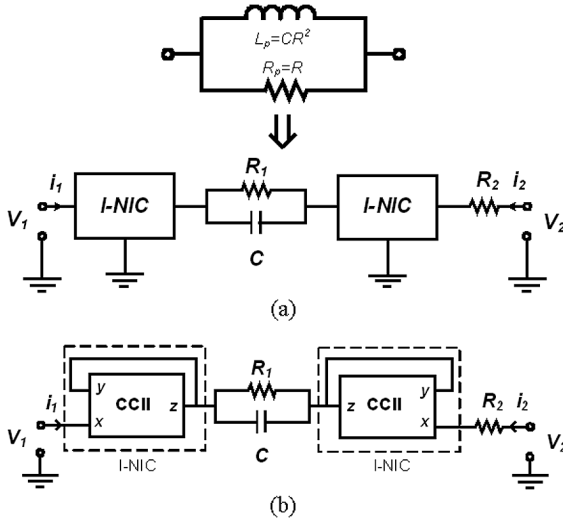 Lₚ=CR²
Rₚ=R
i₁ R₁ R₂ i₂
I-NIC I-NIC
V₁ C V₂
(a)
i₁ y CCII x z R₁ z CCII y x R₂ i₂
V₁ C V₂
I-NIC I-NIC
(b)